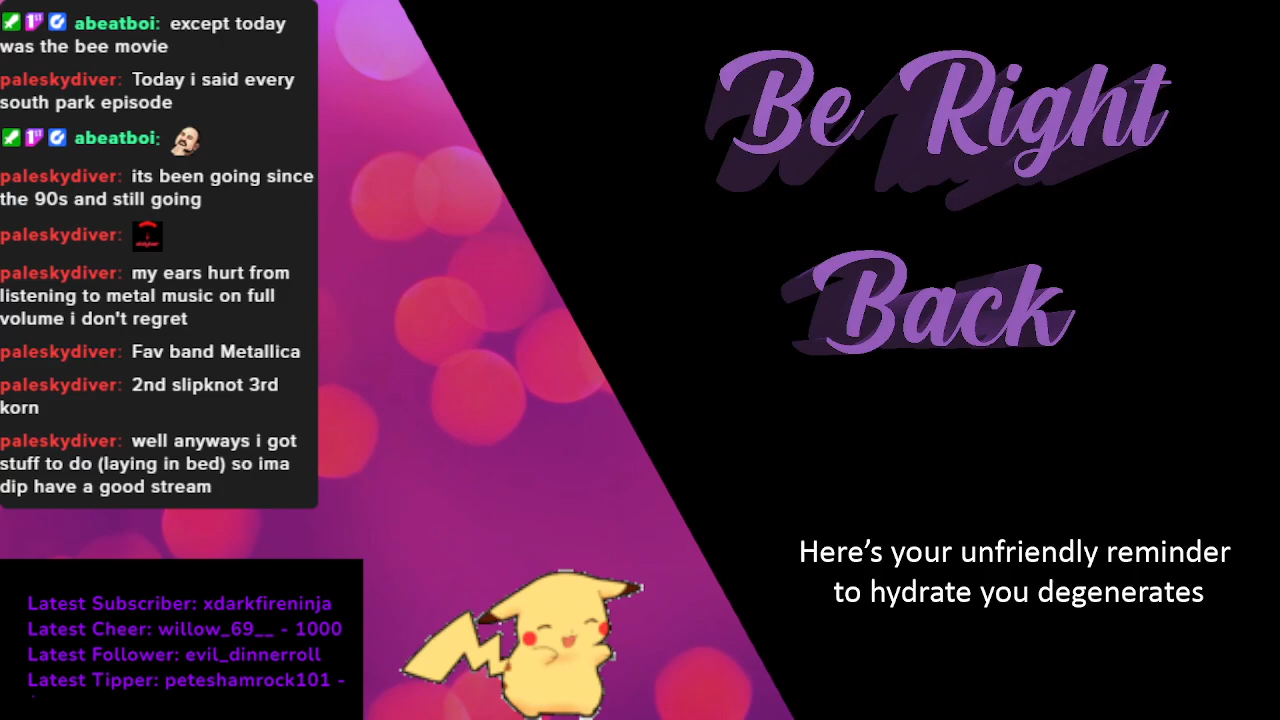 abeatboi: except today
was the bee movie
paleskydiver: Today i said every
south park episode
abeatboi:
paleskydiver: its been going since
the 90s and still going
paleskydiver:
paleskydiver: my ears hurt from
listening to metal music on full
volume i don't regret
paleskydiver: Fav band Metallica
paleskydiver: 2nd slipknot 3rd
korn
paleskydiver: well anyways i got
stuff to do (laying in bed) so ima
dip have a good stream
Latest Subscriber: xdarkfireninja
Latest Cheer: willow_69__ - 1000
Latest Follower: evil_dinnerroll
Latest Tipper: peteshamrock101 -
Be Right
Back
Here’s your unfriendly reminder
to hydrate you degenerates